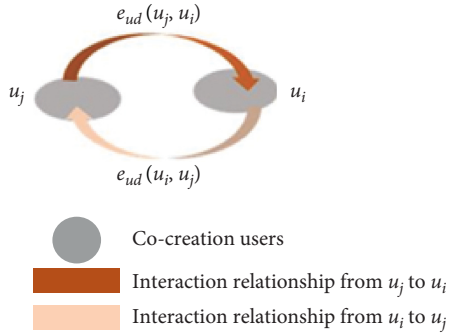 e_ud (u_j, u_i)
u_j
u_i
e_ud (u_i, u_j)
Co-creation users
Interaction relationship from u_j to u_i
Interaction relationship from u_i to u_j